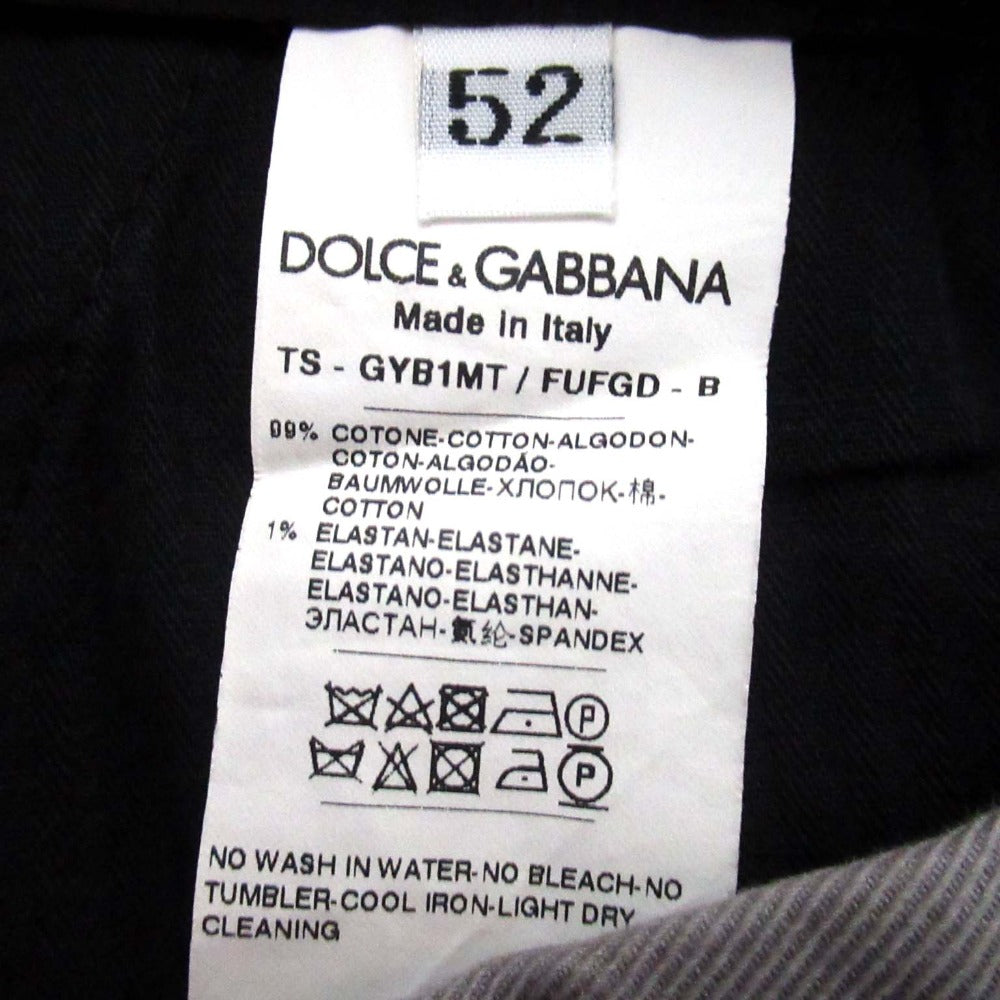 52
DOLCE & GABBANA
Made in Italy
TS - GYB1MT / FUFGD - B
99% COTONE-COTTON-ALGODON-
COTON-ALGODÃO-
BAUMWOLLE-ХЛОПОК-棉-
COTTON
1% ELASTAN-ELASTANE-
ELASTANO-ELASTHANNE-
ELASTANO-ELASTHAN-
ЭЛАСТАН-氨纶-SPANDEX
P
P
NO WASH IN WATER-NO BLEACH-NO
TUMBLER-COOL IRON-LIGHT DRY
CLEANING